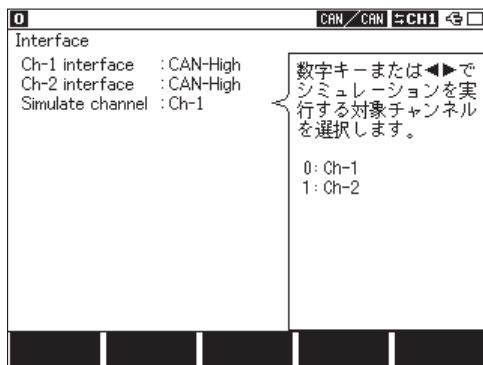 0 CAN/CAN ⇆CH1
Interface
Ch-1 interface : CAN-High
Ch-2 interface : CAN-High
Simulate channel : Ch-1
数字キーまたは◀▶で
シミュレーションを実
行する対象チャンネル
を選択します。
0: Ch-1
1: Ch-2